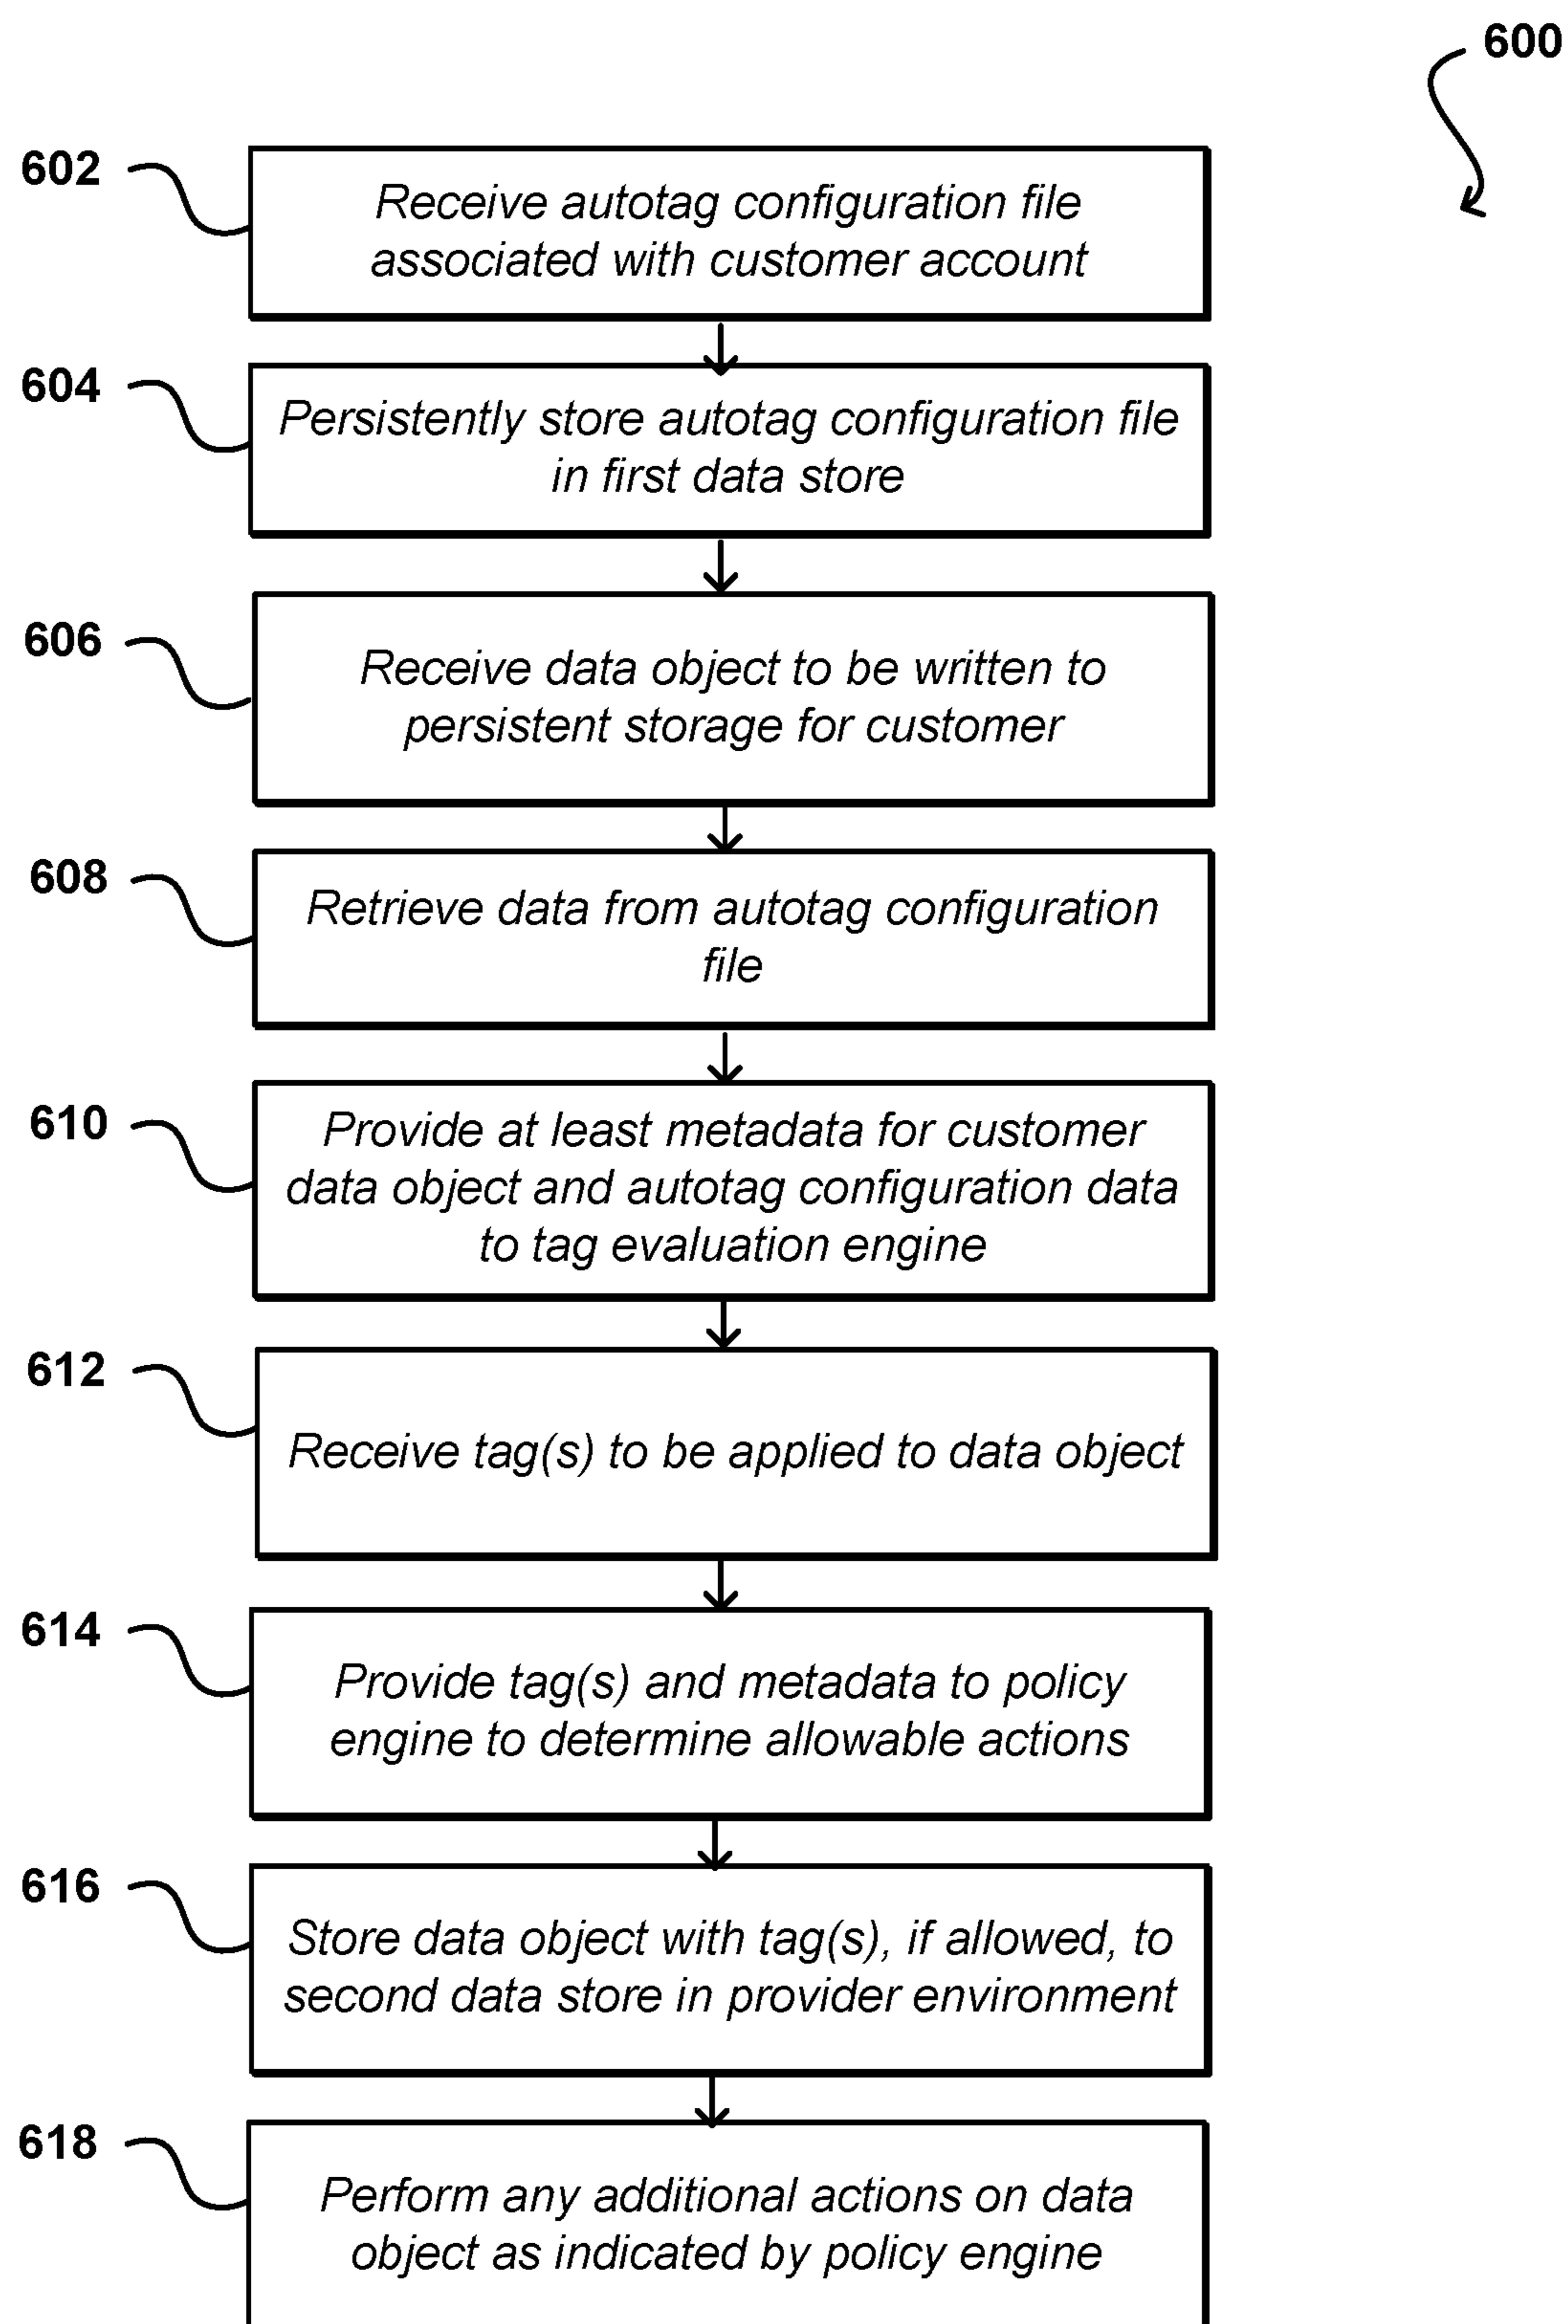 600
602
Receive autotag configuration file
associated with customer account
604
Persistently store autotag configuration file
in first data store
606
Receive data object to be written to
persistent storage for customer
608
Retrieve data from autotag configuration
file
610
Provide at least metadata for customer
data object and autotag configuration data
to tag evaluation engine
612
Receive tag(s) to be applied to data object
614
Provide tag(s) and metadata to policy
engine to determine allowable actions
616
Store data object with tag(s), if allowed, to
second data store in provider environment
618
Perform any additional actions on data
object as indicated by policy engine